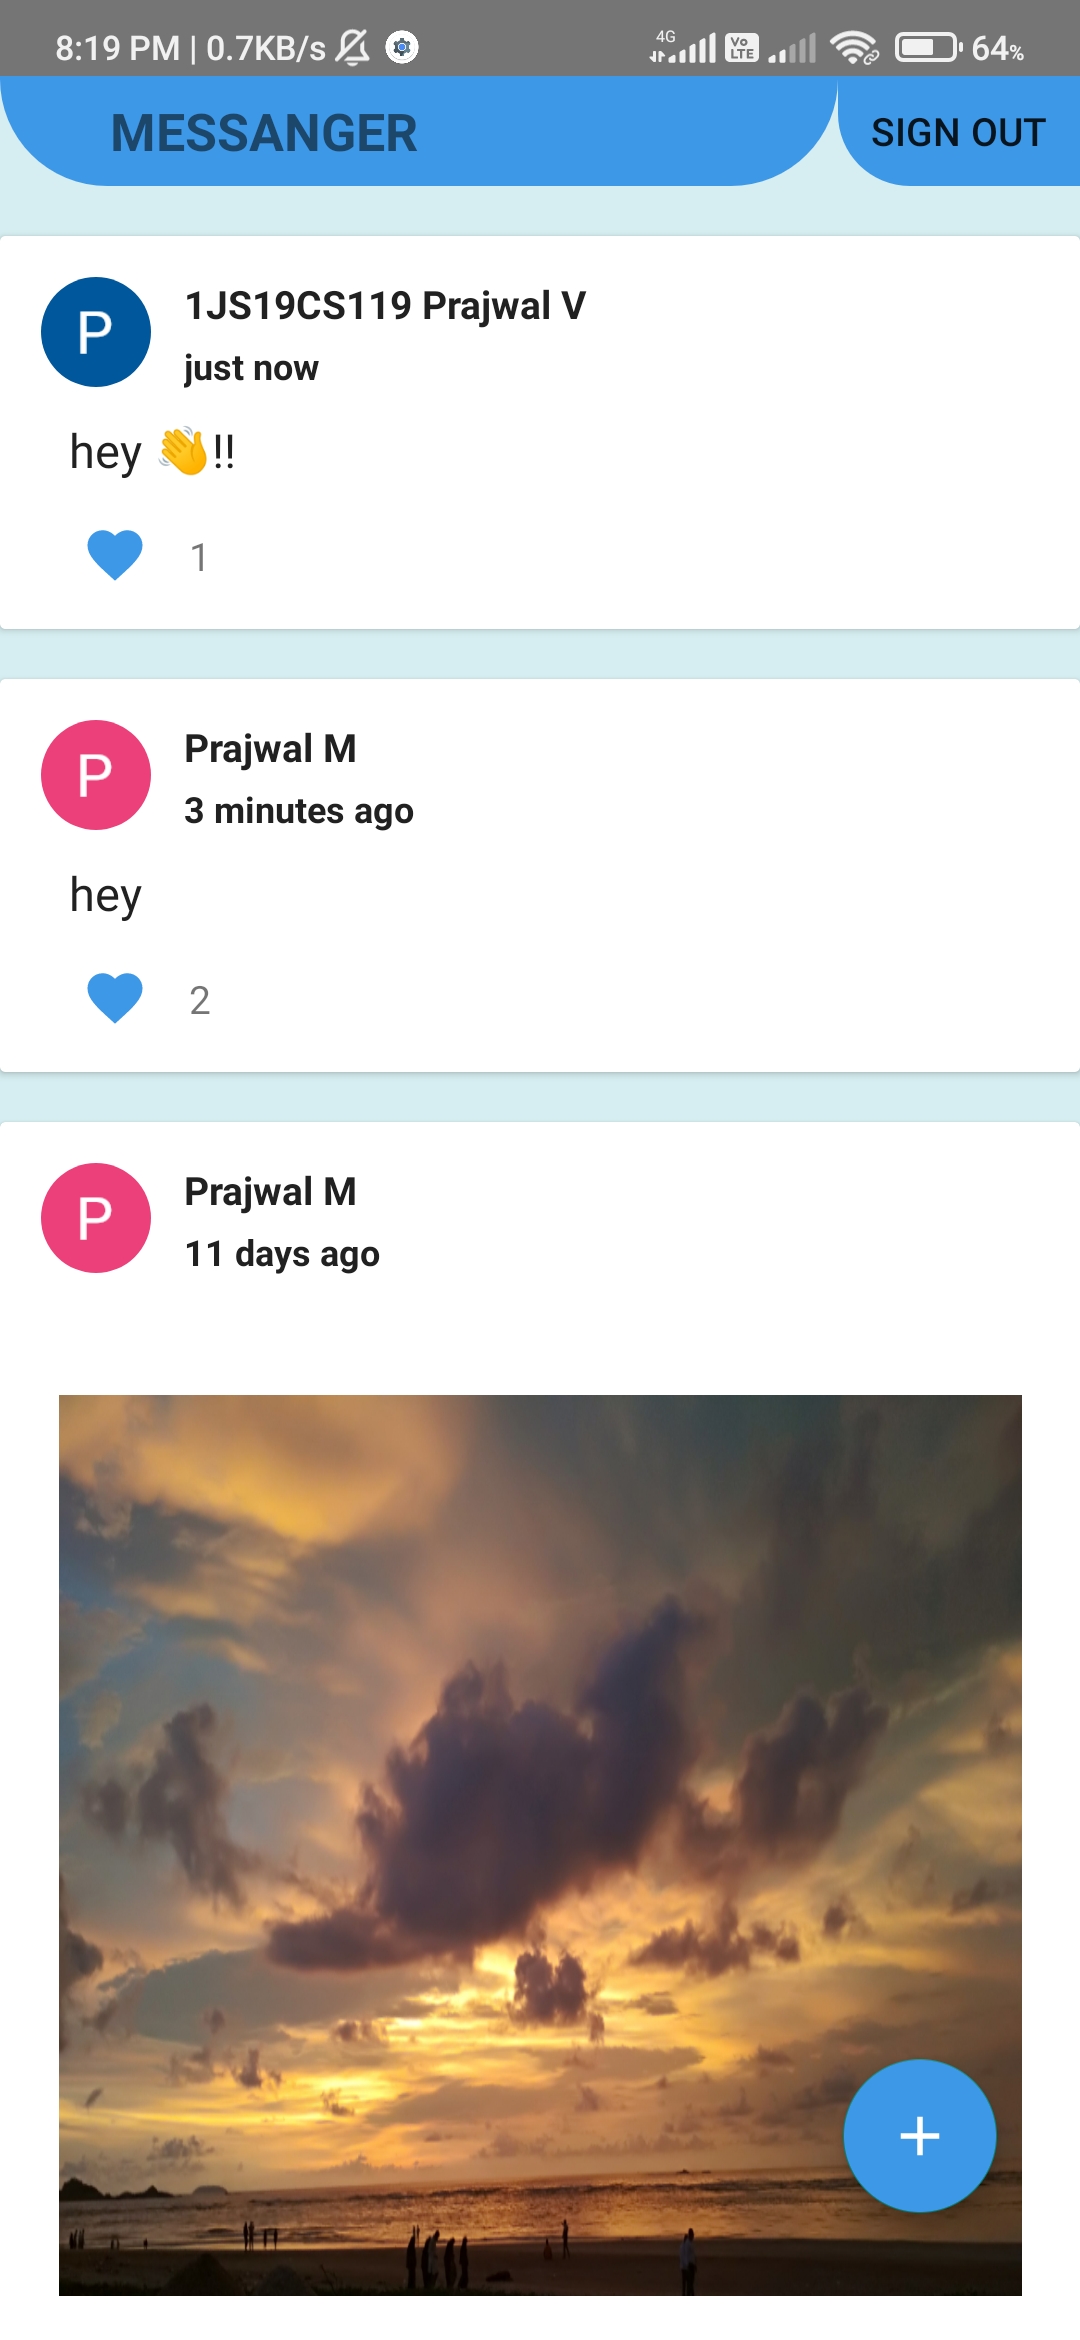 8:19 PM | 0.7KB/s 4G Vo LTE 64%
MESSANGER SIGN OUT
P
1JS19CS119 Prajwal V
just now
hey 👋!!
1
P
Prajwal M
3 minutes ago
hey
2
P
Prajwal M
11 days ago
+